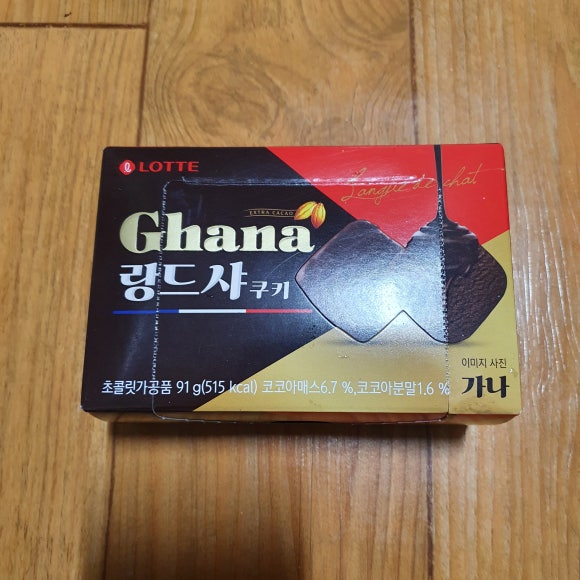 LOTTE
Langue de chat
EXTRA CACAO
Ghana
랑드샤 쿠키
이미지 사진
초콜릿가공품 91 g(515 kcal) 코코아매스6.7 %,코코아분말1.6 %
가나